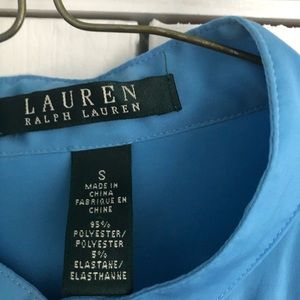 LAUREN
RALPH LAUREN
S
MADE IN
CHINA
FABRIQUE EN
CHINE
95%
POLYESTER/
POLYESTER
5%
ELASTANE/
ELASTHANNE